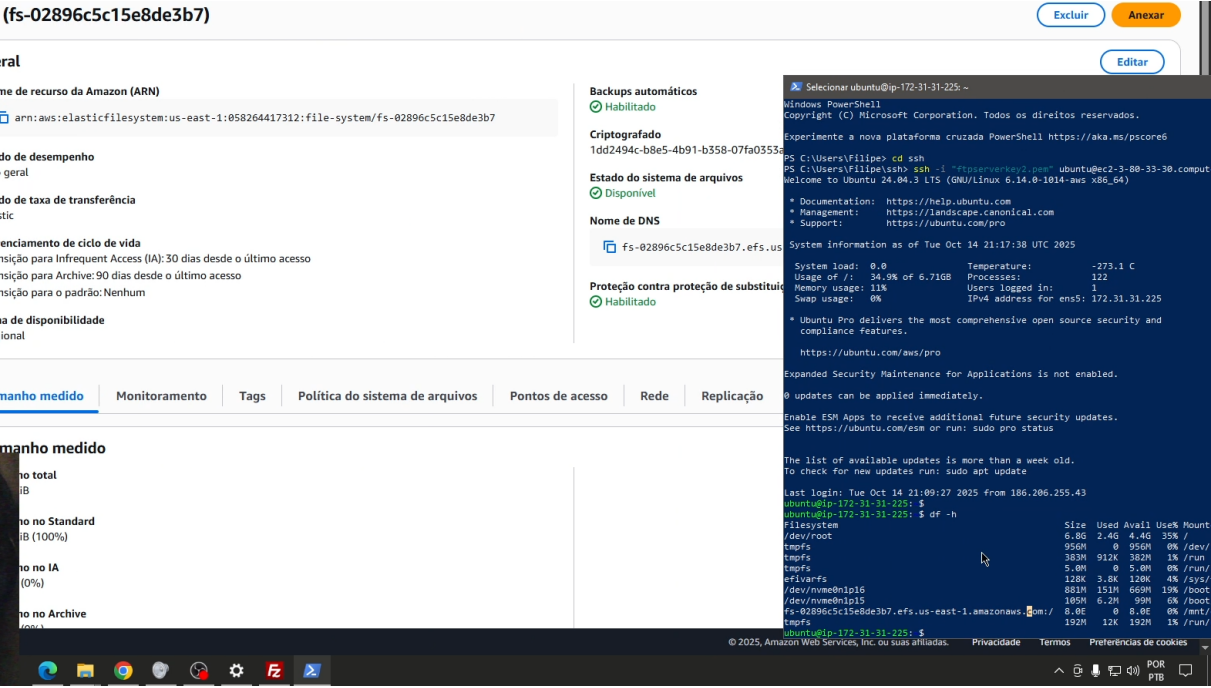 (fs-02896c5c15e8de3b7)
Excluir
Anexar
ral
Editar
me de recurso da Amazon (ARN)
arn:aws:elasticfilesystem:us-east-1:058264417312:file-system/fs-02896c5c15e8de3b7
do de desempenho
geral
do de taxa de transferência
stic
enciamento de ciclo de vida
nsição para Infrequent Access (IA): 30 dias desde o último acesso
nsição para Archive: 90 dias desde o último acesso
nsição para o padrão: Nenhum
a de disponibilidade
ional
Backups automáticos
Habilitado
Criptografado
1dd2494c-b8e5-4b91-b358-07fa0353a
Estado do sistema de arquivos
Disponível
Nome de DNS
fs-02896c5c15e8de3b7.efs.us
Proteção contra proteção de substituiç
Habilitado
manho medido
Monitoramento
Tags
Política do sistema de arquivos
Pontos de acesso
Rede
Replicação
manho medido
no total
iB
no no Standard
iB (100%)
no no IA
(0%)
no no Archive
(0%)
Selecionar ubuntu@ip-172-31-31-225: ~
Windows PowerShell
Copyright (C) Microsoft Corporation. Todos os direitos reservados.
Experimente a nova plataforma cruzada PowerShell https://aka.ms/pscore6
PS C:\Users\Filipe> cd ssh
PS C:\Users\Filipe\ssh> ssh -i "ftpserverkey2.pem" ubuntu@ec2-3-80-33-30.comput
Welcome to Ubuntu 24.04.3 LTS (GNU/Linux 6.14.0-1014-aws x86_64)
* Documentation: https://help.ubuntu.com
* Management: https://landscape.canonical.com
* Support: https://ubuntu.com/pro
System information as of Tue Oct 14 21:17:38 UTC 2025
System load: 0.0 Temperature: -273.1 C
Usage of /: 34.9% of 6.71GB Processes: 122
Memory usage: 11% Users logged in: 1
Swap usage: 0% IPv4 address for ens5: 172.31.31.225
* Ubuntu Pro delivers the most comprehensive open source security and
compliance features.
https://ubuntu.com/aws/pro
Expanded Security Maintenance for Applications is not enabled.
0 updates can be applied immediately.
Enable ESM Apps to receive additional future security updates.
See https://ubuntu.com/esm or run: sudo pro status
The list of available updates is more than a week old.
To check for new updates run: sudo apt update
Last login: Tue Oct 14 21:09:27 2025 from 186.206.255.43
ubuntu@ip-172-31-31-225: $
ubuntu@ip-172-31-31-225: $ df -h
Filesystem Size Used Avail Use% Mount
/dev/root 6.8G 2.4G 4.4G 35% /
tmpfs 956M 0 956M 0% /dev/
tmpfs 383M 912K 382M 1% /run
tmpfs 5.0M 0 5.0M 0% /run/
efivarfs 128K 3.8K 120K 4% /sys/
/dev/nvme0n1p16 881M 151M 669M 19% /boot
/dev/nvme0n1p15 105M 6.2M 99M 6% /boot
fs-02896c5c15e8de3b7.efs.us-east-1.amazonaws.com:/ 8.0E 0 8.0E 0% /mnt/
tmpfs 192M 12K 192M 1% /run/
ubuntu@ip-172-31-31-225: $
© 2025, Amazon Web Services, Inc. ou suas afiliadas.
Privacidade
Termos
Preferências de cookies
POR
PTB